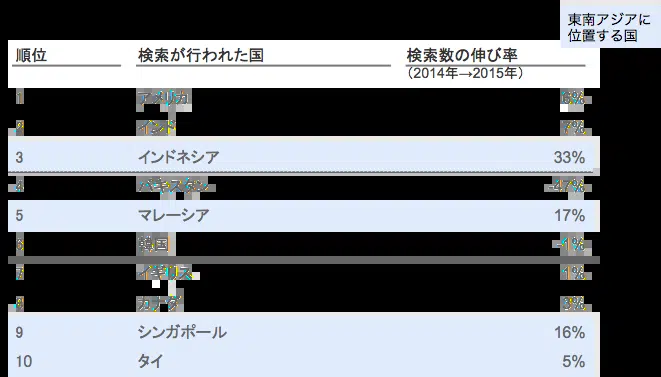 東南アジアに
位置する国
順位 検索が行われた国 検索数の伸び率
(2014年→2015年)
1 アメリカ 6%
2 インド 7%
3 インドネシア 33%
4 パキスタン -47%
5 マレーシア 17%
6 韓国 -1%
7 イギリス 1%
カナダ 3%
9 シンガポール 16%
10 タイ 5%